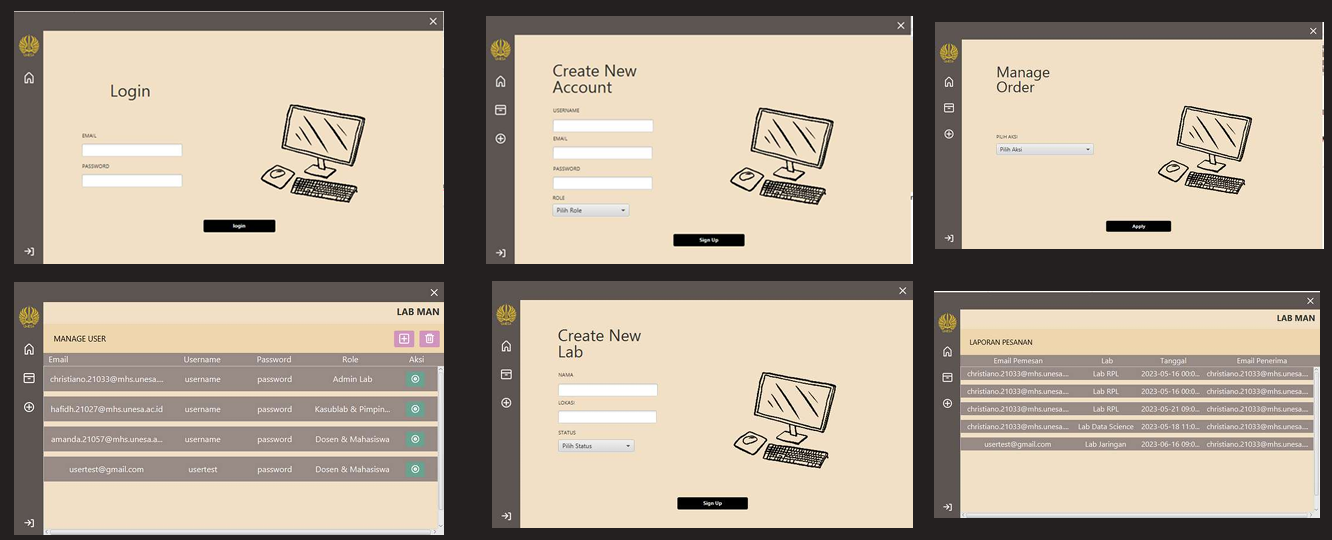 Login
EMAIL
PASSWORD
login
Create New
Account
USERNAME
EMAIL
PASSWORD
ROLE
Pilih Role
Sign Up
Manage
Order
PILIH AKSI
Pilih Aksi
Apply
LAB MAN
MANAGE USER
Email Username Password Role Aksi
christiano.21033@mhs.unesa.... username password Admin Lab
hafidh.21027@mhs.unesa.ac.id username password Kasublab & Pimpin...
amanda.21057@mhs.unesa.a... username password Dosen & Mahasiswa
usertest@gmail.com usertest password Dosen & Mahasiswa
Create New
Lab
NAMA
LOKASI
STATUS
Pilih Status
Sign Up
LAB MAN
LAPORAN PESANAN
Email Pemesan Lab Tanggal Email Penerima
christiano.21033@mhs.unesa.... Lab RPL 2023-05-16 00:0... christiano.21033@mhs.unesa....
christiano.21033@mhs.unesa.... Lab RPL 2023-05-16 00:0... christiano.21033@mhs.unesa....
christiano.21033@mhs.unesa.... Lab RPL 2023-05-21 09:0... christiano.21033@mhs.unesa....
christiano.21033@mhs.unesa.... Lab Data Science 2023-05-18 11:0... christiano.21033@mhs.unesa....
usertest@gmail.com Lab Jaringan 2023-06-16 09:0... christiano.21033@mhs.unesa....